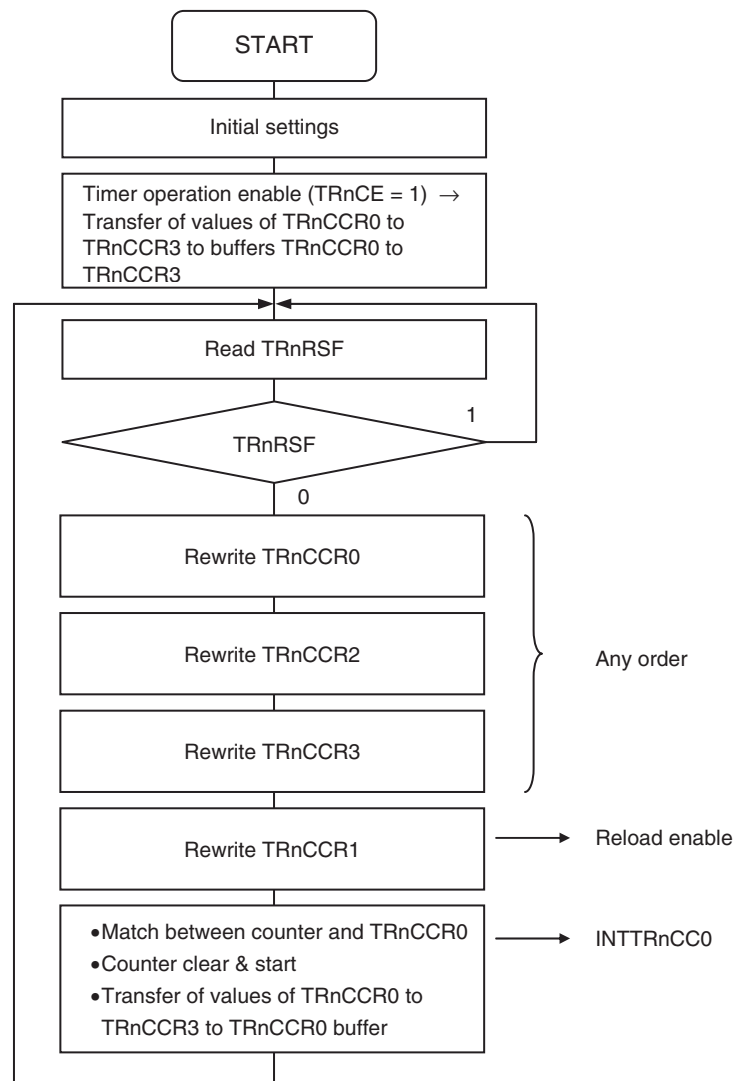 START
Initial settings
Timer operation enable (TRnCE = 1) →
Transfer of values of TRnCCR0 to
TRnCCR3 to buffers TRnCCR0 to
TRnCCR3
Read TRnRSF
1
TRnRSF
0
Rewrite TRnCCR0
Rewrite TRnCCR2
Any order
Rewrite TRnCCR3
Rewrite TRnCCR1
Reload enable
•Match between counter and TRnCCR0
INTTRnCC0
•Counter clear & start
•Transfer of values of TRnCCR0 to
TRnCCR3 to TRnCCR0 buffer